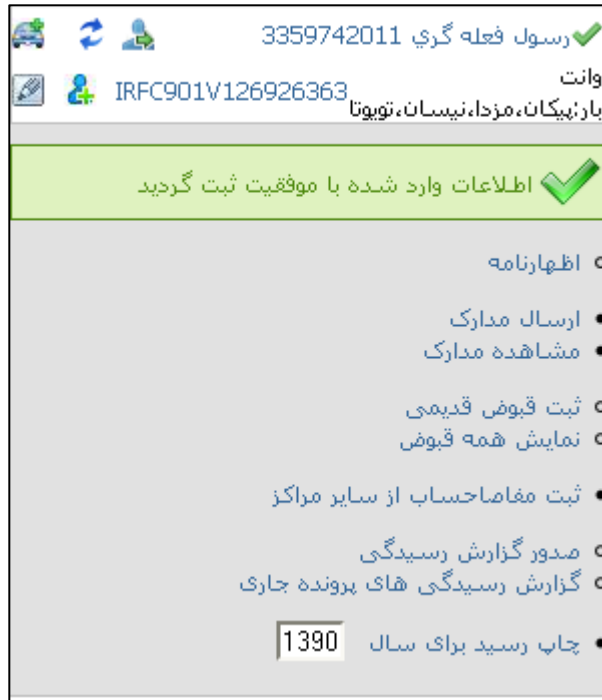 رسول فعله گري 3359742011
وانت
بار:پیکان،مزدا،نیسان،تویوتا IRFC901V126926363
اطلاعات وارد شده با موفقیت ثبت گردید
اظهارنامه
ارسال مدارک
مشاهده مدارک
ثبت قبوض قدیمی
نمایش همه قبوض
ثبت مفاصاحساب از سایر مراکز
صدور گزارش رسیدگی
گزارش رسیدگی های پرونده جاری
چاپ رسید برای سال 1390